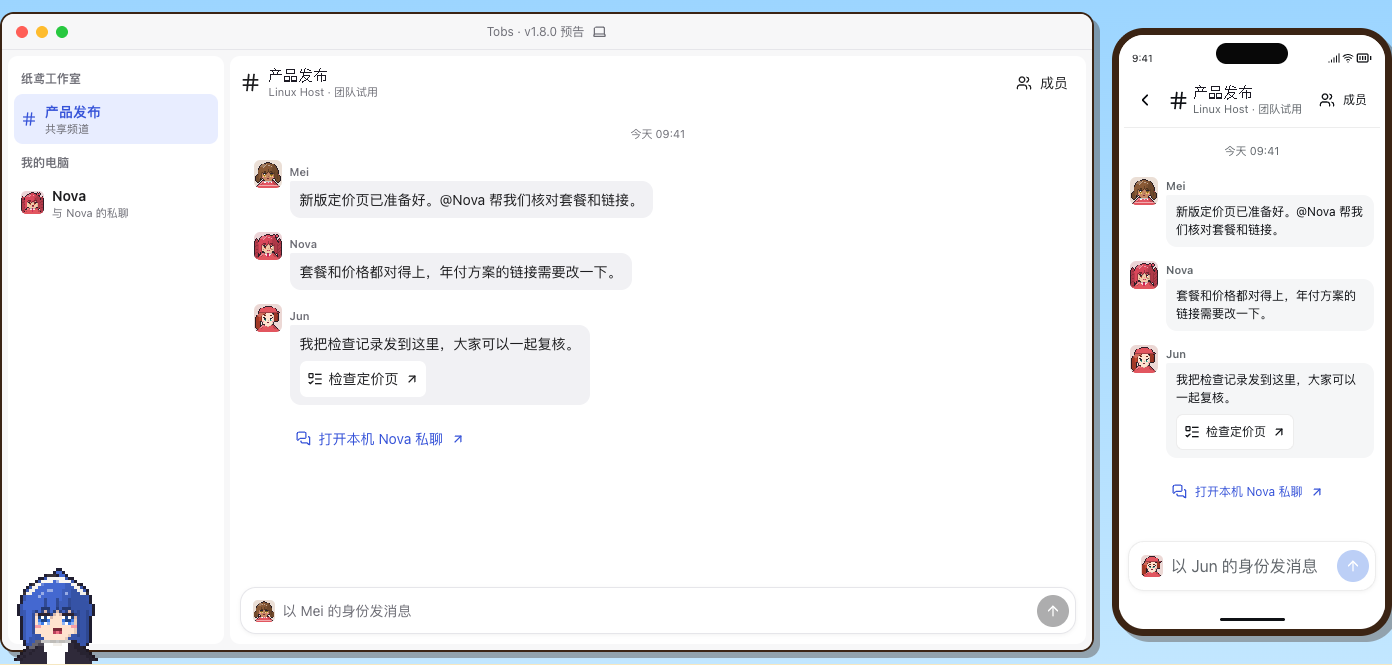 Tobs · v1.8.0 预告
纸鸢工作室
产品发布
共享频道
我的电脑
Nova
与 Nova 的私聊
产品发布
Linux Host · 团队试用
成员
今天 09:41
Mei
新版定价页已准备好。@Nova 帮我们核对套餐和链接。
Nova
套餐和价格都对得上，年付方案的链接需要改一下。
Jun
我把检查记录发到这里，大家可以一起复核。
检查定价页
打开本机 Nova 私聊
以 Mei 的身份发消息
9:41
产品发布
Linux Host · 团队试用
成员
今天 09:41
Mei
新版定价页已准备好。@Nova 帮我
们核对套餐和链接。
Nova
套餐和价格都对得上，年付方案的
链接需要改一下。
Jun
我把检查记录发到这里，大家可以
一起复核。
检查定价页
打开本机 Nova 私聊
以 Jun 的身份发消息